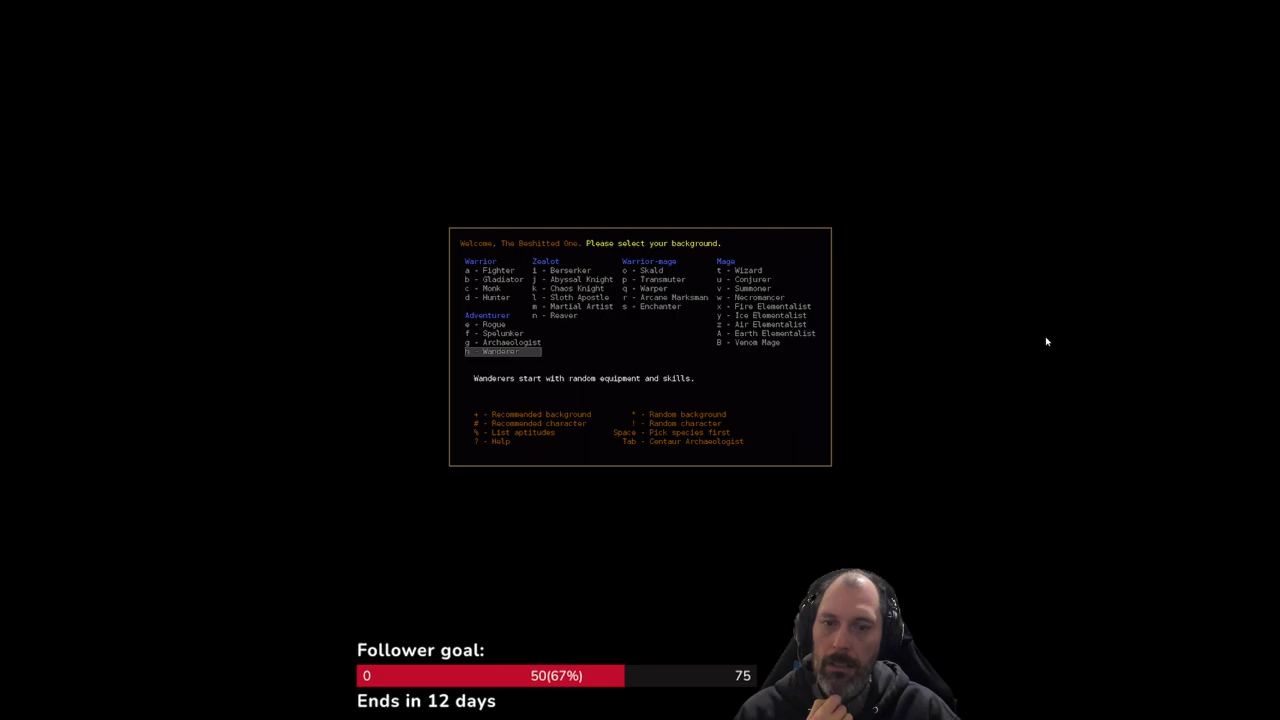 Welcome, The Beshitted One. Please select your background.
Warrior Zealot Warrior-mage Mage
a - Fighter i - Berserker o - Skald t - Wizard
b - Gladiator j - Abyssal Knight p - Transmuter u - Conjurer
c - Monk k - Chaos Knight q - Warper v - Summoner
d - Hunter l - Sloth Apostle r - Arcane Marksman w - Necromancer
m - Martial Artist s - Enchanter x - Fire Elementalist
Adventurer n - Reaver y - Ice Elementalist
e - Rogue z - Air Elementalist
f - Spelunker A - Earth Elementalist
g - Archaeologist B - Venom Mage
h - Wanderer
Wanderers start with random equipment and skills.
+ - Recommended background * - Random background
# - Recommended character ! - Random character
% - List aptitudes Space - Pick species first
? - Help Tab - Centaur Archaeologist
Follower goal:
0 50(67%) 75
Ends in 12 days